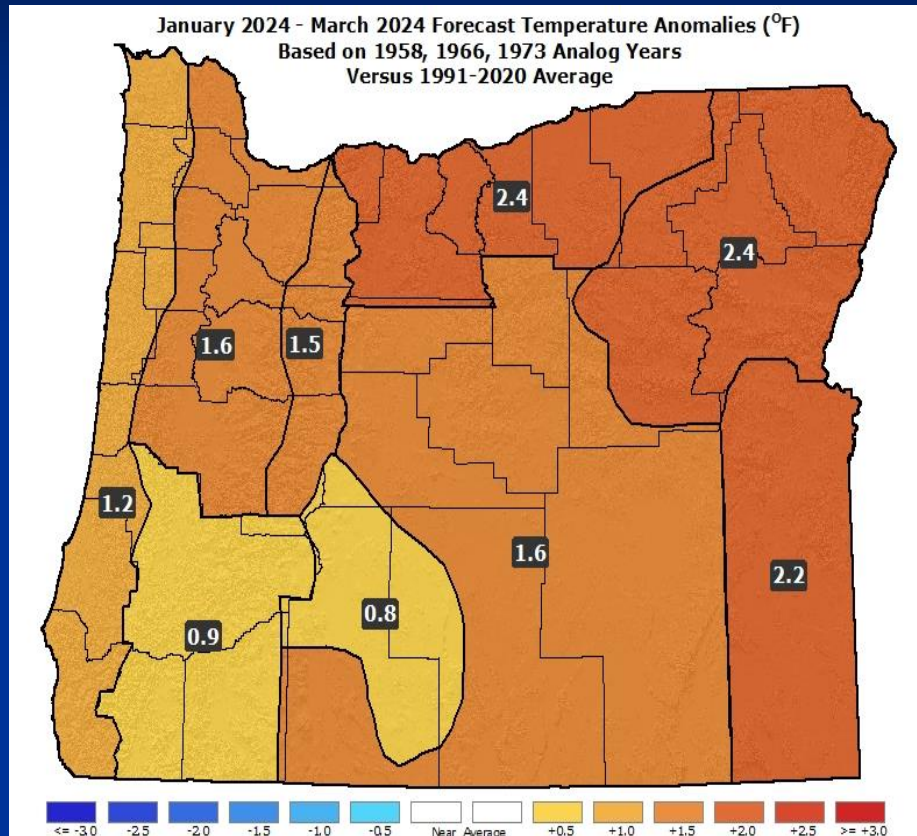 January 2024 - March 2024 Forecast Temperature Anomalies (°F)
Based on 1958, 1966, 1973 Analog Years
Versus 1991-2020 Average
2.4
2.4
1.6
1.5
1.2
1.6
2.2
0.8
0.9
<= -3.0 -2.5 -2.0 -1.5 -1.0 -0.5 Near Average +0.5 +1.0 +1.5 +2.0 +2.5 >= +3.0